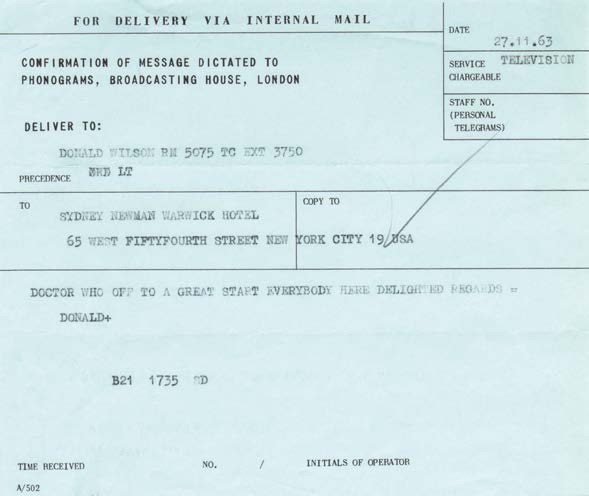 FOR DELIVERY VIA INTERNAL MAIL
DATE
27.11.63
CONFIRMATION OF MESSAGE DICTATED TO
PHONOGRAMS, BROADCASTING HOUSE, LONDON
SERVICE TELEVISION
CHARGEABLE
STAFF NO.
(PERSONAL
TELEGRAMS)
DELIVER TO:
DONALD WILSON RM 5075 TC EXT 3750
PRECEDENCE LT
TO
COPY TO
SYDNEY NEWMAN WARWICK HOTEL
65 WEST FIFTYFOURTH STREET NEW YORK CITY 19/USA
DOCTOR WHO OFF TO A GREAT START EVERYBODY HERE DELIGHTED REGARDS =
DONALD+
B21 1735
TIME RECEIVED NO. / INITIALS OF OPERATOR
A/502